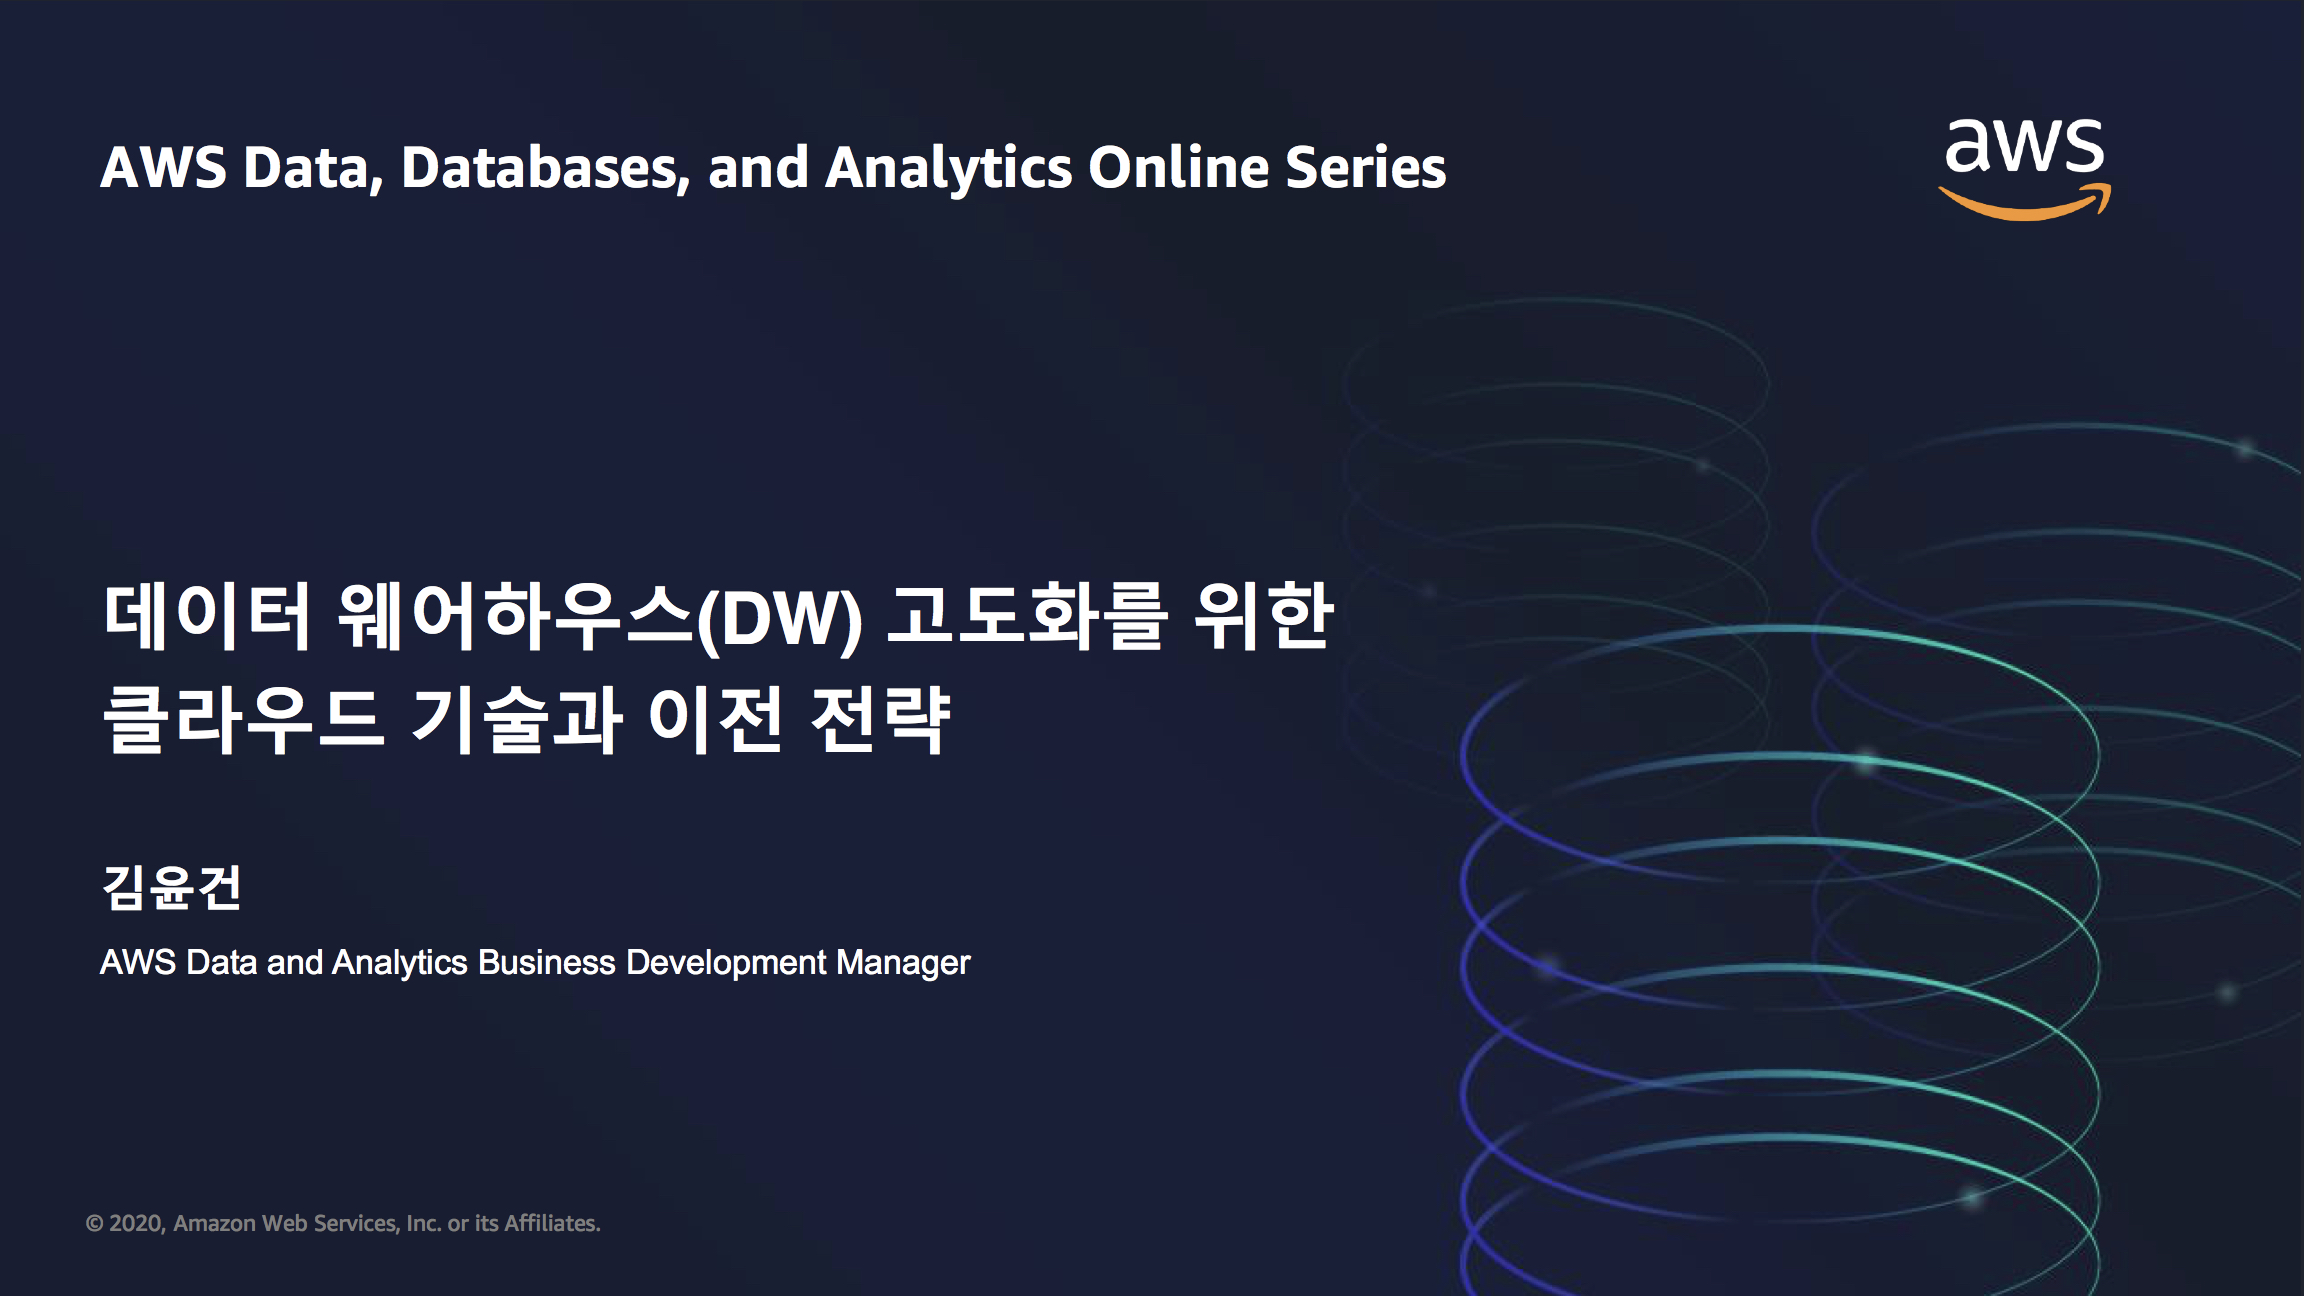 AWS Data, Databases, and Analytics Online Series
aws
데이터 웨어하우스(DW) 고도화를 위한
클라우드 기술과 이전 전략
김윤건
AWS Data and Analytics Business Development Manager
© 2020, Amazon Web Services, Inc. or its Affiliates.